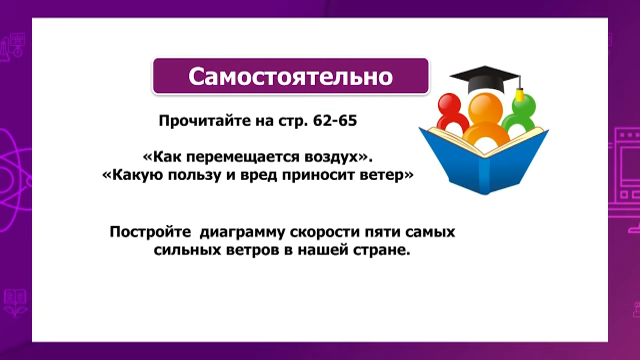 Самостоятельно
Прочитайте на стр. 62-65
«Как перемещается воздух».
«Какую пользу и вред приносит ветер»
Постройте диаграмму скорости пяти самых
сильных ветров в нашей стране.